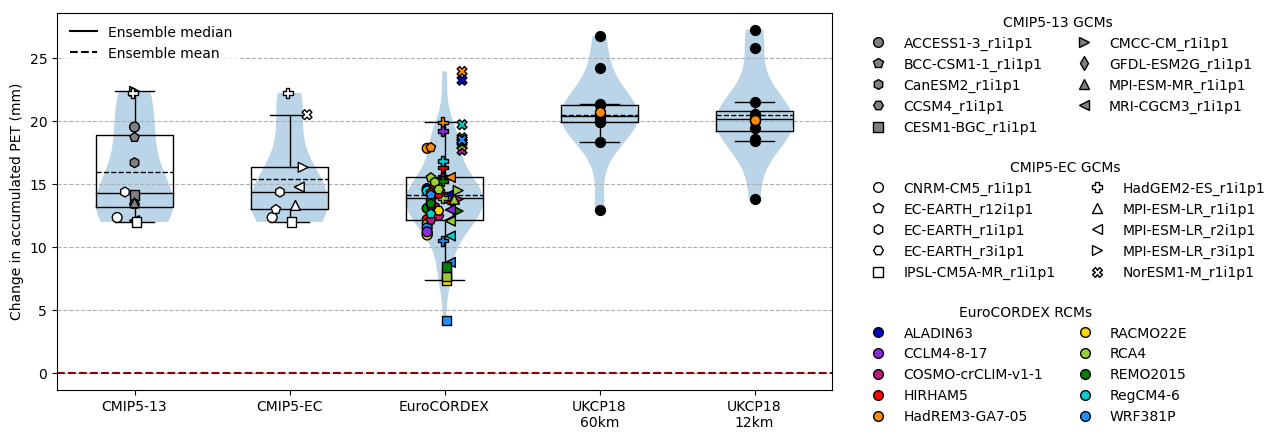 Change in accumulated PET (mm)
25
20
15
10
5
0
Ensemble median
Ensemble mean
CMIP5-13
CMIP5-EC
EuroCORDEX
UKCP18
60km
UKCP18
12km
CMIP5-13 GCMs
ACCESS1-3_r1i1p1
BCC-CSM1-1_r1i1p1
CanESM2_r1i1p1
CCSM4_r1i1p1
CESM1-BGC_r1i1p1
CMCC-CM_r1i1p1
GFDL-ESM2G_r1i1p1
MPI-ESM-MR_r1i1p1
MRI-CGCM3_r1i1p1
CMIP5-EC GCMs
CNRM-CM5_r1i1p1
EC-EARTH_r12i1p1
EC-EARTH_r1i1p1
EC-EARTH_r3i1p1
IPSL-CM5A-MR_r1i1p1
HadGEM2-ES_r1i1p1
MPI-ESM-LR_r1i1p1
MPI-ESM-LR_r2i1p1
MPI-ESM-LR_r3i1p1
NorESM1-M_r1i1p1
EuroCORDEX RCMs
ALADIN63
CCLM4-8-17
COSMO-crCLIM-v1-1
HIRHAM5
HadREM3-GA7-05
RACMO22E
RCA4
REMO2015
RegCM4-6
WRF381P